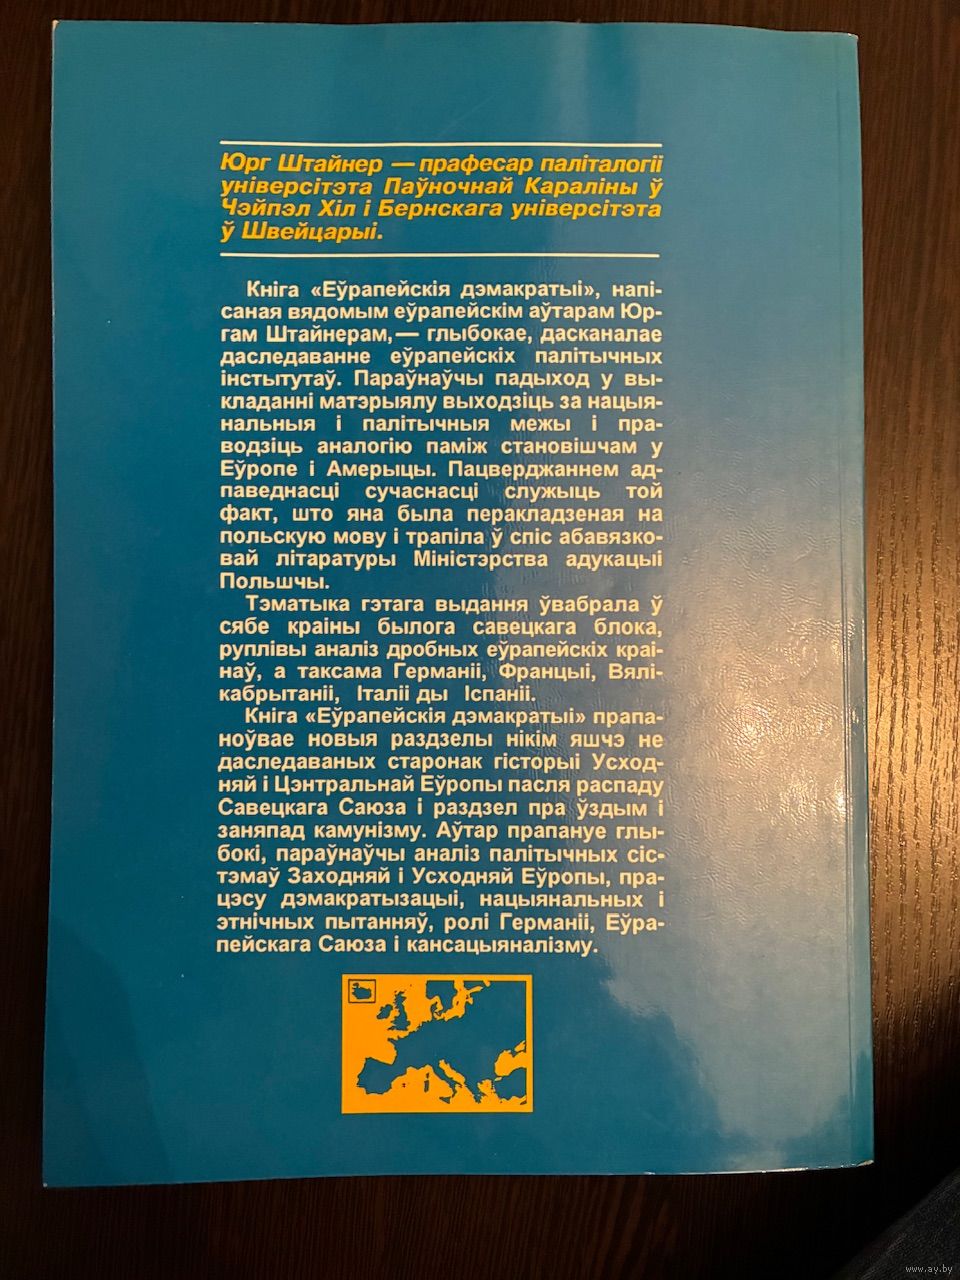 Юрг Штайнер — прафесар паліталогіі
універсітэта Паўночнай Караліны ў
Чэйпэл Хіл і Бернскага універсітэта
ў Швейцарыі.
Кніга «Еўрапейскія дэмакратыі», напі-
саная вядомым еўрапейскім аўтарам Юр-
гам Штайнерам, — глыбокае, дасканалае
даследаванне еўрапейскіх палітычных
інстытутаў. Параўнаўчы падыход у вы-
кладанні матэрыялу выходзіць за нацыя-
нальныя і палітычныя межы і пра-
водзіць аналогію паміж становішчам у
Еўропе і Амерыцы. Пацверджаннем ад-
паведнасці сучаснасці служыць той
факт, што яна была перакладзеная на
польскую мову і трапіла ў спіс абавязко-
вай літаратуры Міністэрства адукацыі
Польшчы.
Тэматыка гэтага выдання ўвабрала ў
сябе краіны былога савецкага блока,
руплівы аналіз дробных еўрапейскіх краі-
наў, а таксама Германіі, Францыі, Вялі-
кабрытаніі, Італіі ды Іспаніі.
Кніга «Еўрапейскія дэмакратыі» прапа-
ноўвае новыя раздзелы нікім яшчэ не
даследаваных старонак гісторыі Усход-
няй і Цэнтральнай Еўропы пасля распаду
Савецкага Саюза і раздзел пра ўздым і
заняпад камунізму. Аўтар прапануе глы-
бокі, параўнаўчы аналіз палітычных сіс-
тэмаў Заходняй і Усходняй Еўропы, пра-
цэсу дэмакратызацыі, нацыянальных і
этнічных пытанняў, ролі Германіі, Еўра-
пейскага Саюза і кансацыяналізму.
www.ay.by